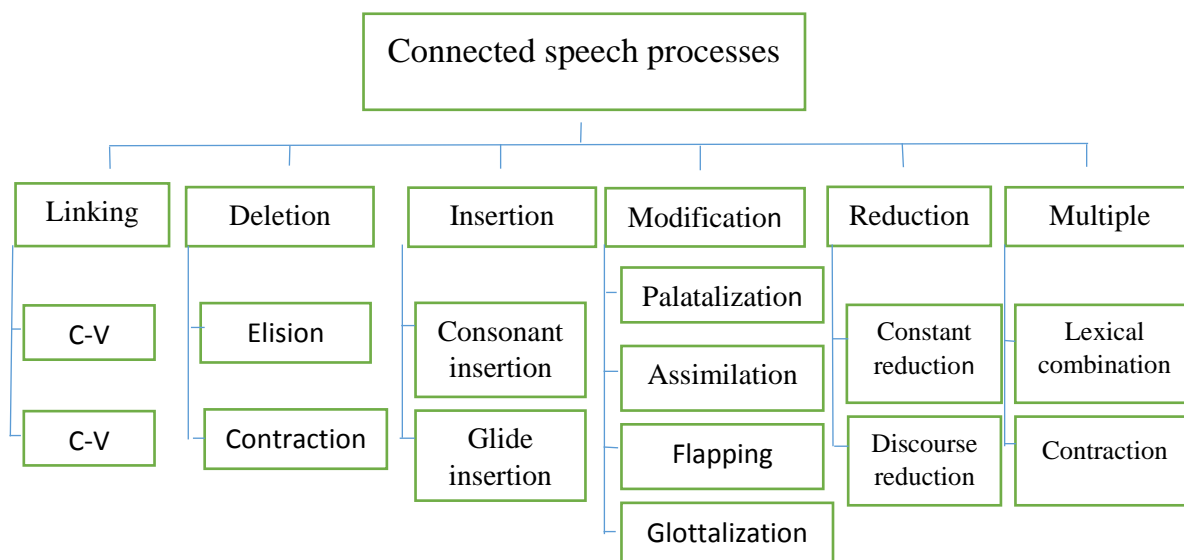 Connected speech processes
Linking
Deletion
Insertion
Modification
Reduction
Multiple
C-V
C-V
Elision
Contraction
Consonant
insertion
Glide
insertion
Palatalization
Assimilation
Flapping
Glottalization
Constant
reduction
Discourse
reduction
Lexical
combination
Contraction